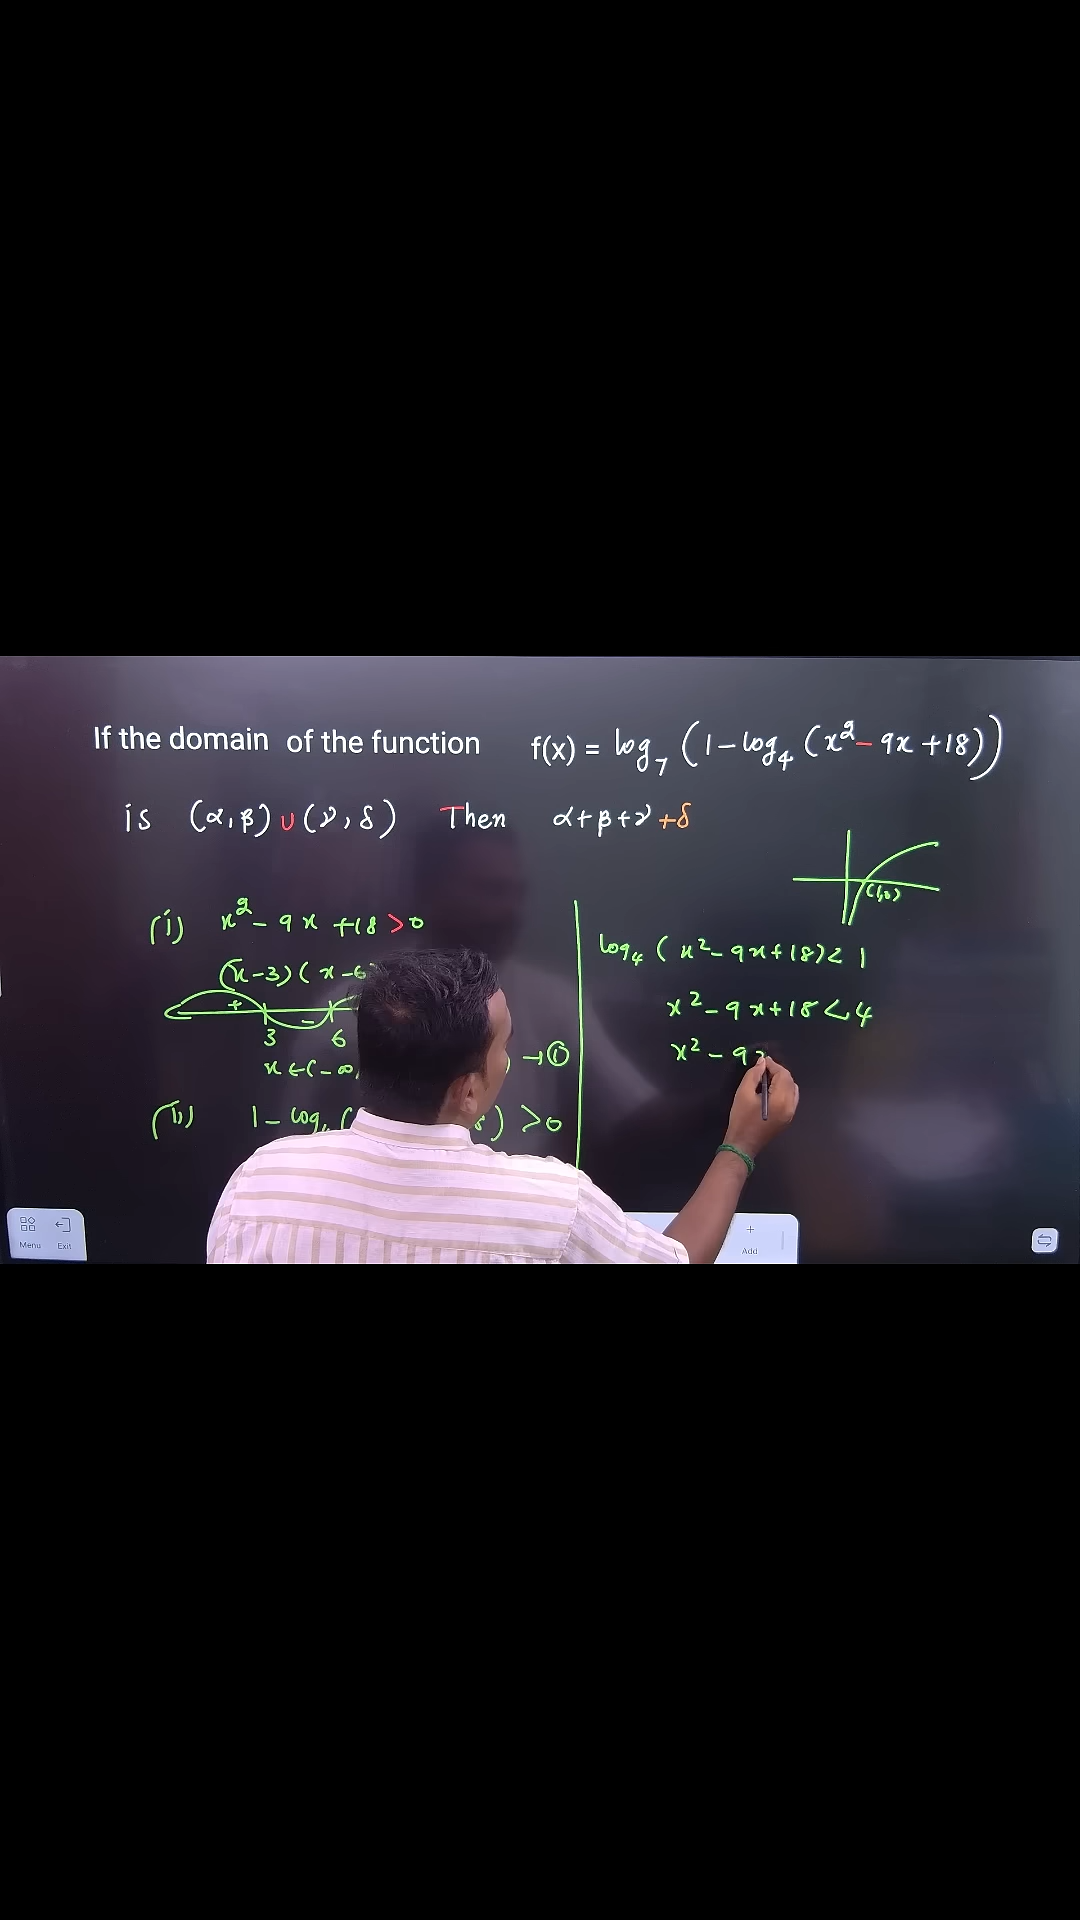 If the domain of the function f(x) = log₇ (1-log₄ (x²- 9x +18))
is (α,β) ∪ (γ,δ) Then α+β+γ+δ
(i) x² - 9x +18 > 0
(x-3)(x-6
+ -
3 6
x ∈ (-∞, ) → ①
(ii) 1 - log₄ ( 8) > 0
(1,0)
log₄ (x² - 9x+18) < 1
x² - 9x+18 < 4
x² - 9x
Menu Exit
+
Add